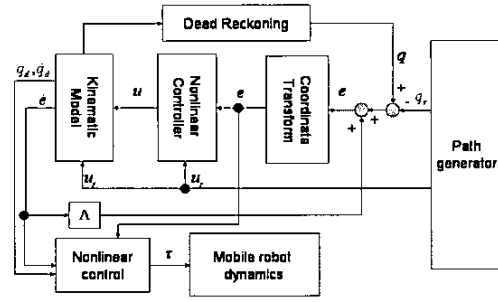 Dead Reckoning
q_d, q̇_d
ė
Kinematic Model
u
Nonlinear Controller
e
Coordinate Transform
e
+
+
q
+
-
q_r
Path generator
u_r
u_r
Λ
Nonlinear control
τ
Mobile robot dynamics